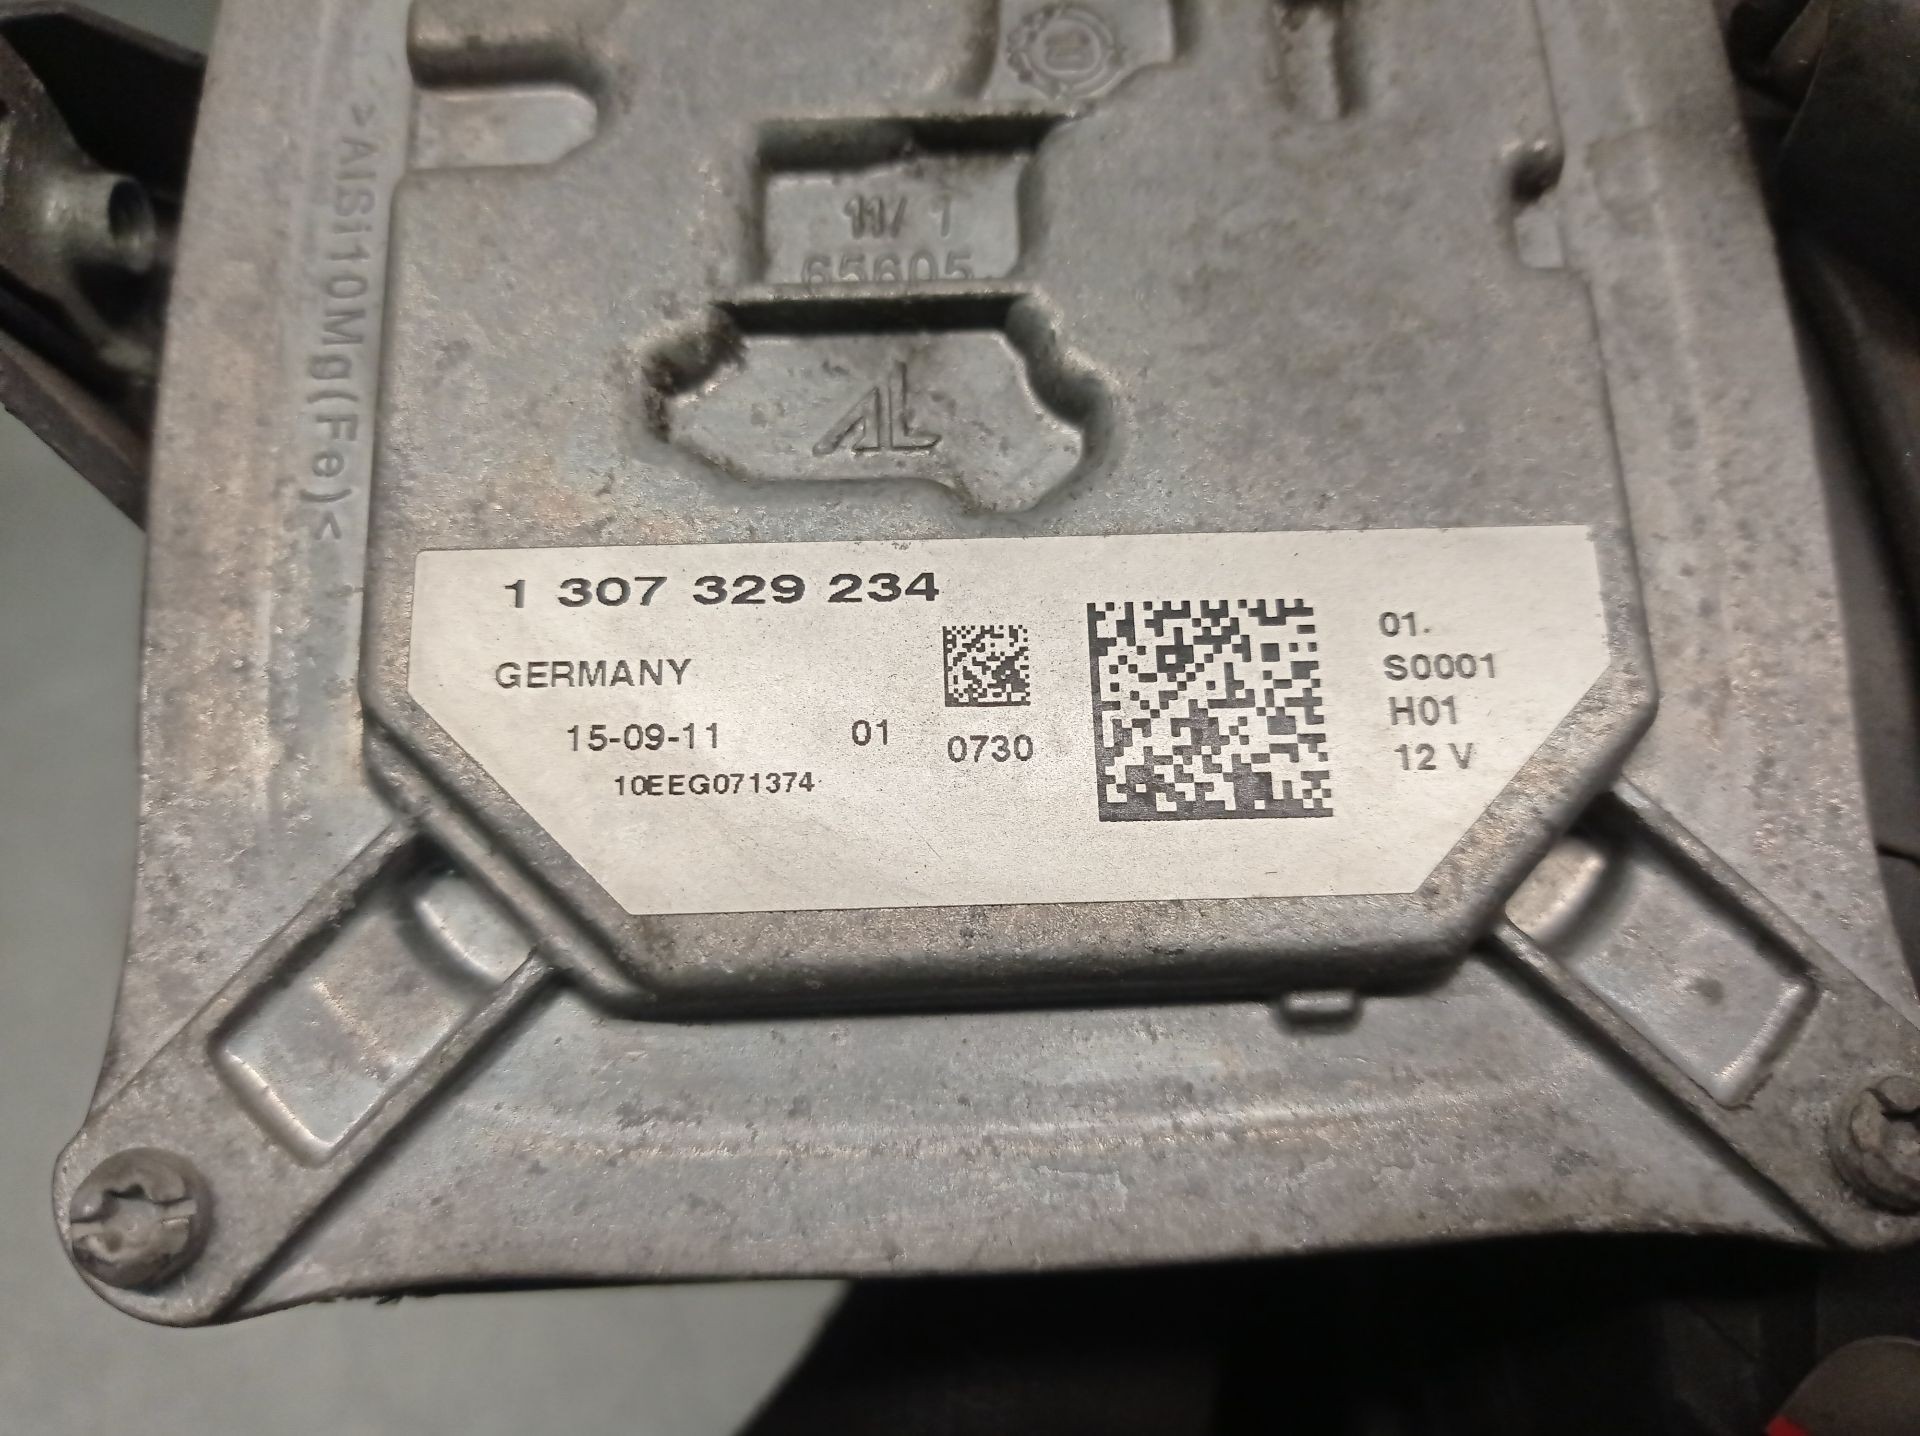 >AlSi10Mg(Fe)<
11/ 1
65605
AL
1 307 329 234
GERMANY
15-09-11 01 0730
10EEG071374
01.
S0001
H01
12 V